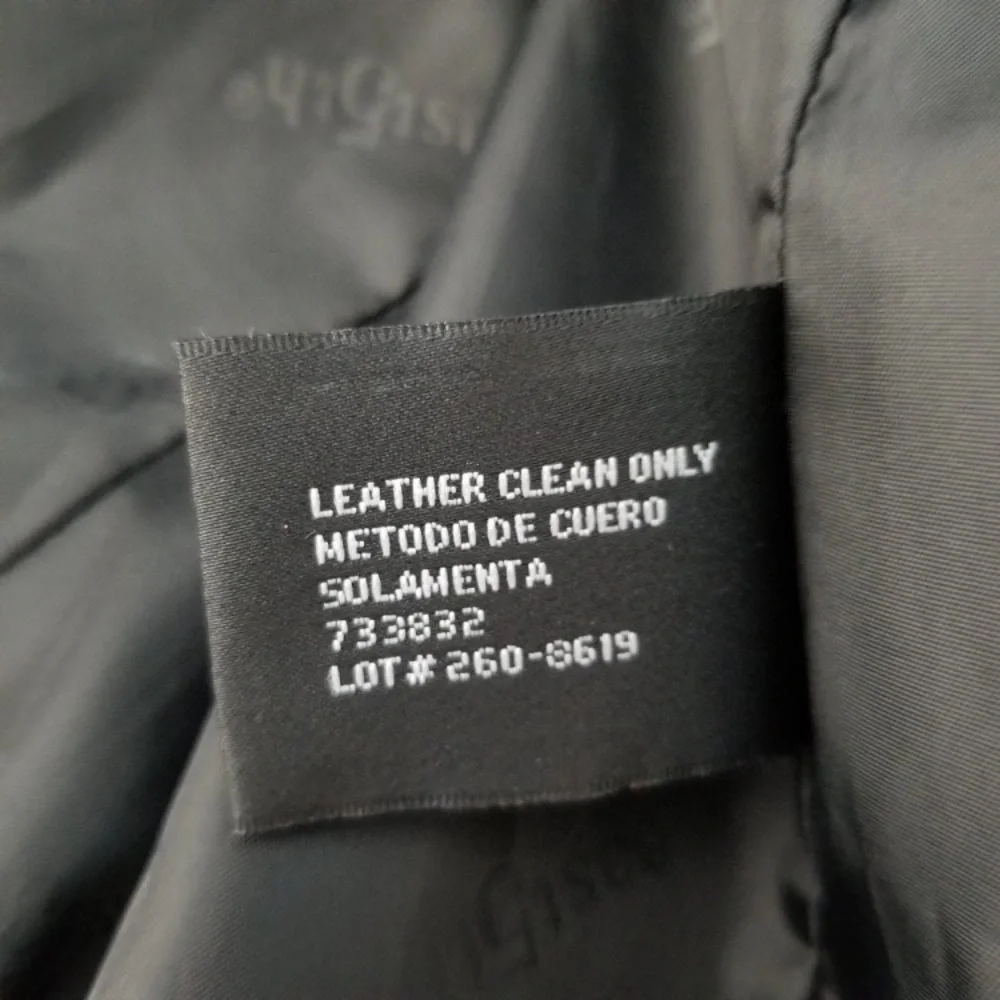 LEATHER CLEAN ONLY
METODO DE CUERO
SOLAMENTA
733832
LOT# 260-8619